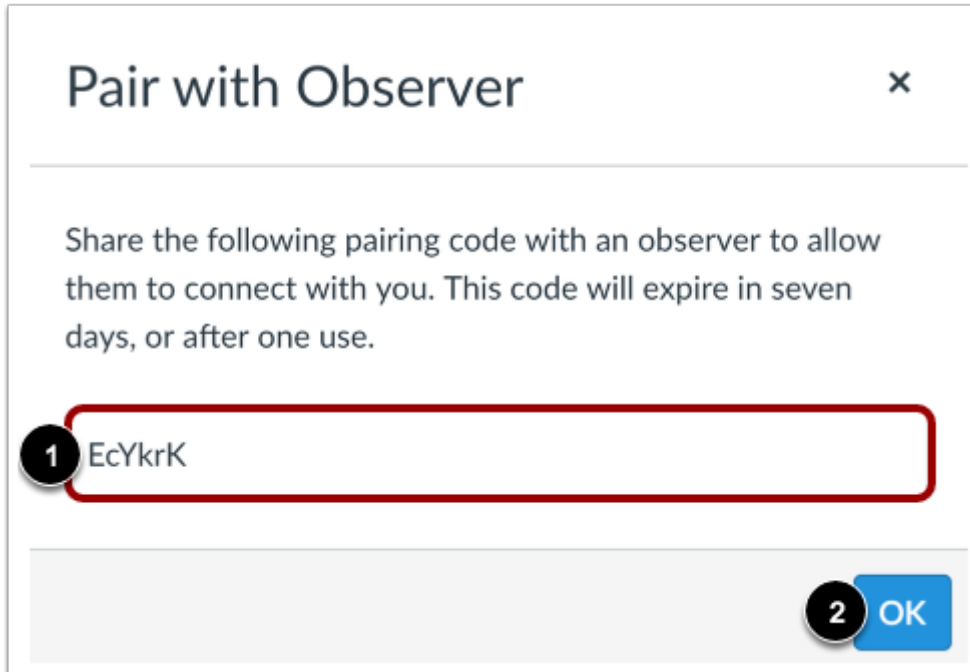 Pair with Observer ×
Share the following pairing code with an observer to allow
them to connect with you. This code will expire in seven
days, or after one use.
1 EcYkrK
2 OK